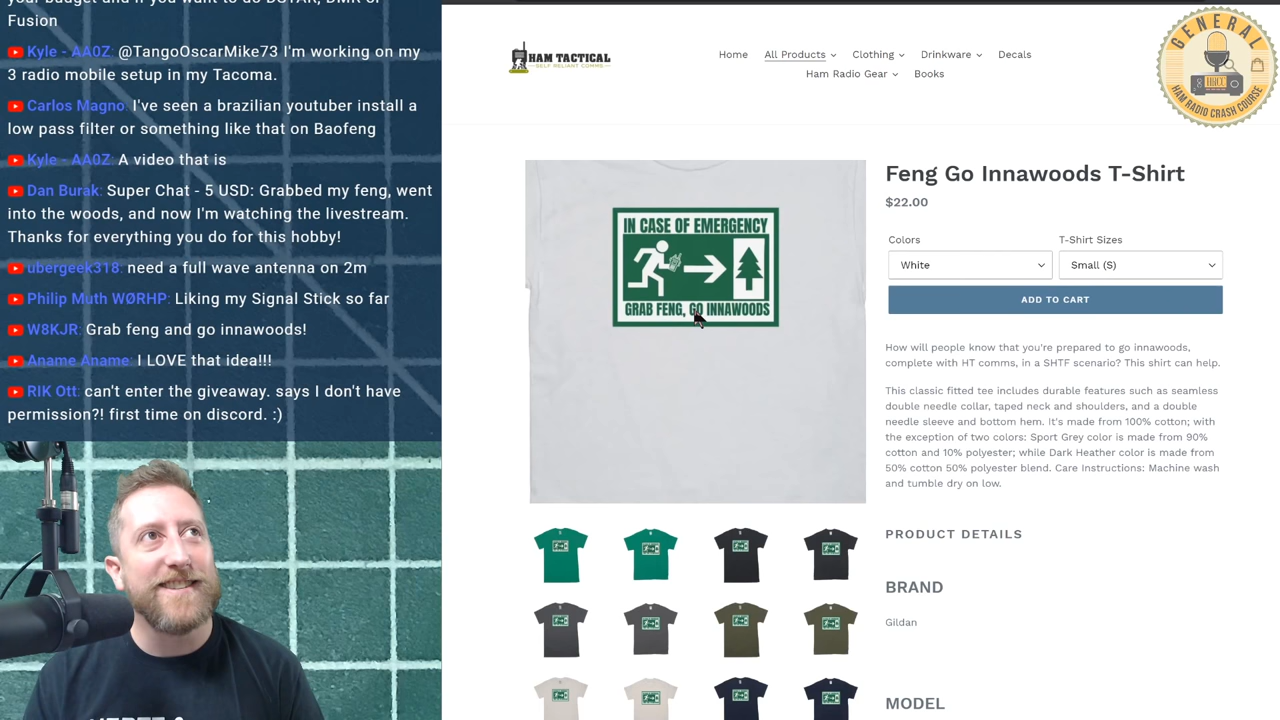 your budget and if you want to do DSTAR, DMR or
Fusion
Kyle - AA0Z: @TangoOscarMike73 I'm working on my
3 radio mobile setup in my Tacoma.
Carlos Magno: I've seen a brazilian youtuber install a
low pass filter or something like that on Baofeng
Kyle - AA0Z: A video that is
Dan Burak: Super Chat - 5 USD: Grabbed my feng, went
into the woods, and now I'm watching the livestream.
Thanks for everything you do for this hobby!
ubergeek318: need a full wave antenna on 2m
Philip Muth WØRHP: Liking my Signal Stick so far
W8KJR: Grab feng and go innawoods!
Aname Aname: I LOVE that idea!!!
RIK Ott: can't enter the giveaway. says I don't have
permission?! first time on discord. :)
HAM TACTICAL
SELF RELIANT COMMS
Home All Products Clothing Drinkware Decals
Ham Radio Gear Books
GENERAL
HRCC
HAM RADIO CRASH COURSE
IN CASE OF EMERGENCY
GRAB FENG, GO INNAWOODS
Feng Go Innawoods T-Shirt
$22.00
Colors T-Shirt Sizes
White Small (S)
ADD TO CART
How will people know that you're prepared to go innawoods,
complete with HT comms, in a SHTF scenario? This shirt can help.
This classic fitted tee includes durable features such as seamless
double needle collar, taped neck and shoulders, and a double
needle sleeve and bottom hem. It's made from 100% cotton; with
the exception of two colors: Sport Grey color is made from 90%
cotton and 10% polyester; while Dark Heather color is made from
50% cotton 50% polyester blend. Care Instructions: Machine wash
and tumble dry on low.
PRODUCT DETAILS
BRAND
Gildan
MODEL